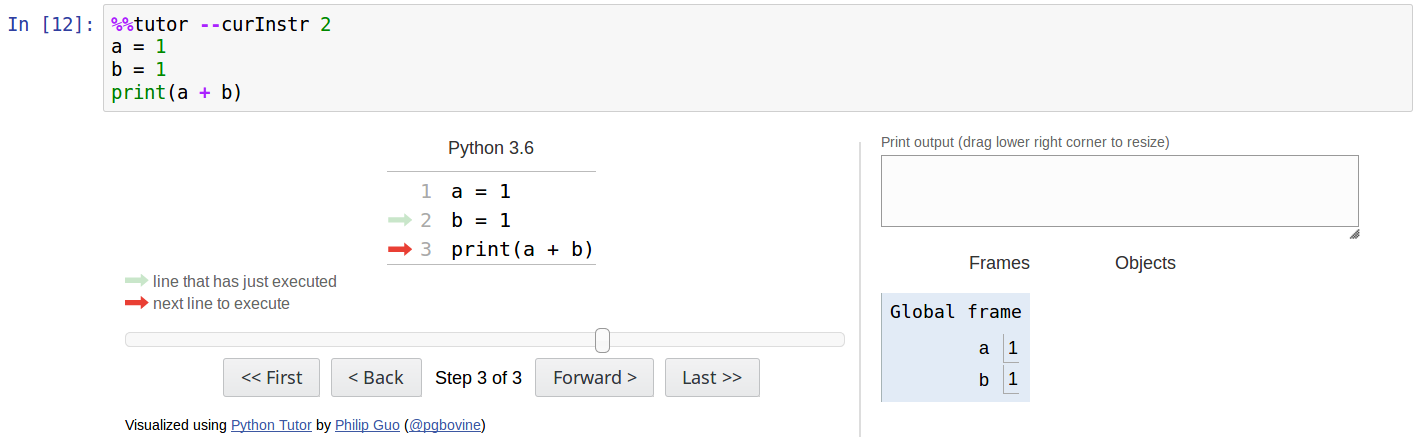 In [12]:
%%tutor --curInstr 2
a = 1
b = 1
print(a + b)
Python 3.6
1 a = 1
2 b = 1
3 print(a + b)
line that has just executed
next line to execute
<< First < Back Step 3 of 3 Forward > Last >>
Visualized using Python Tutor by Philip Guo (@pgbovine)
Print output (drag lower right corner to resize)
Frames Objects
Global frame
a 1
b 1